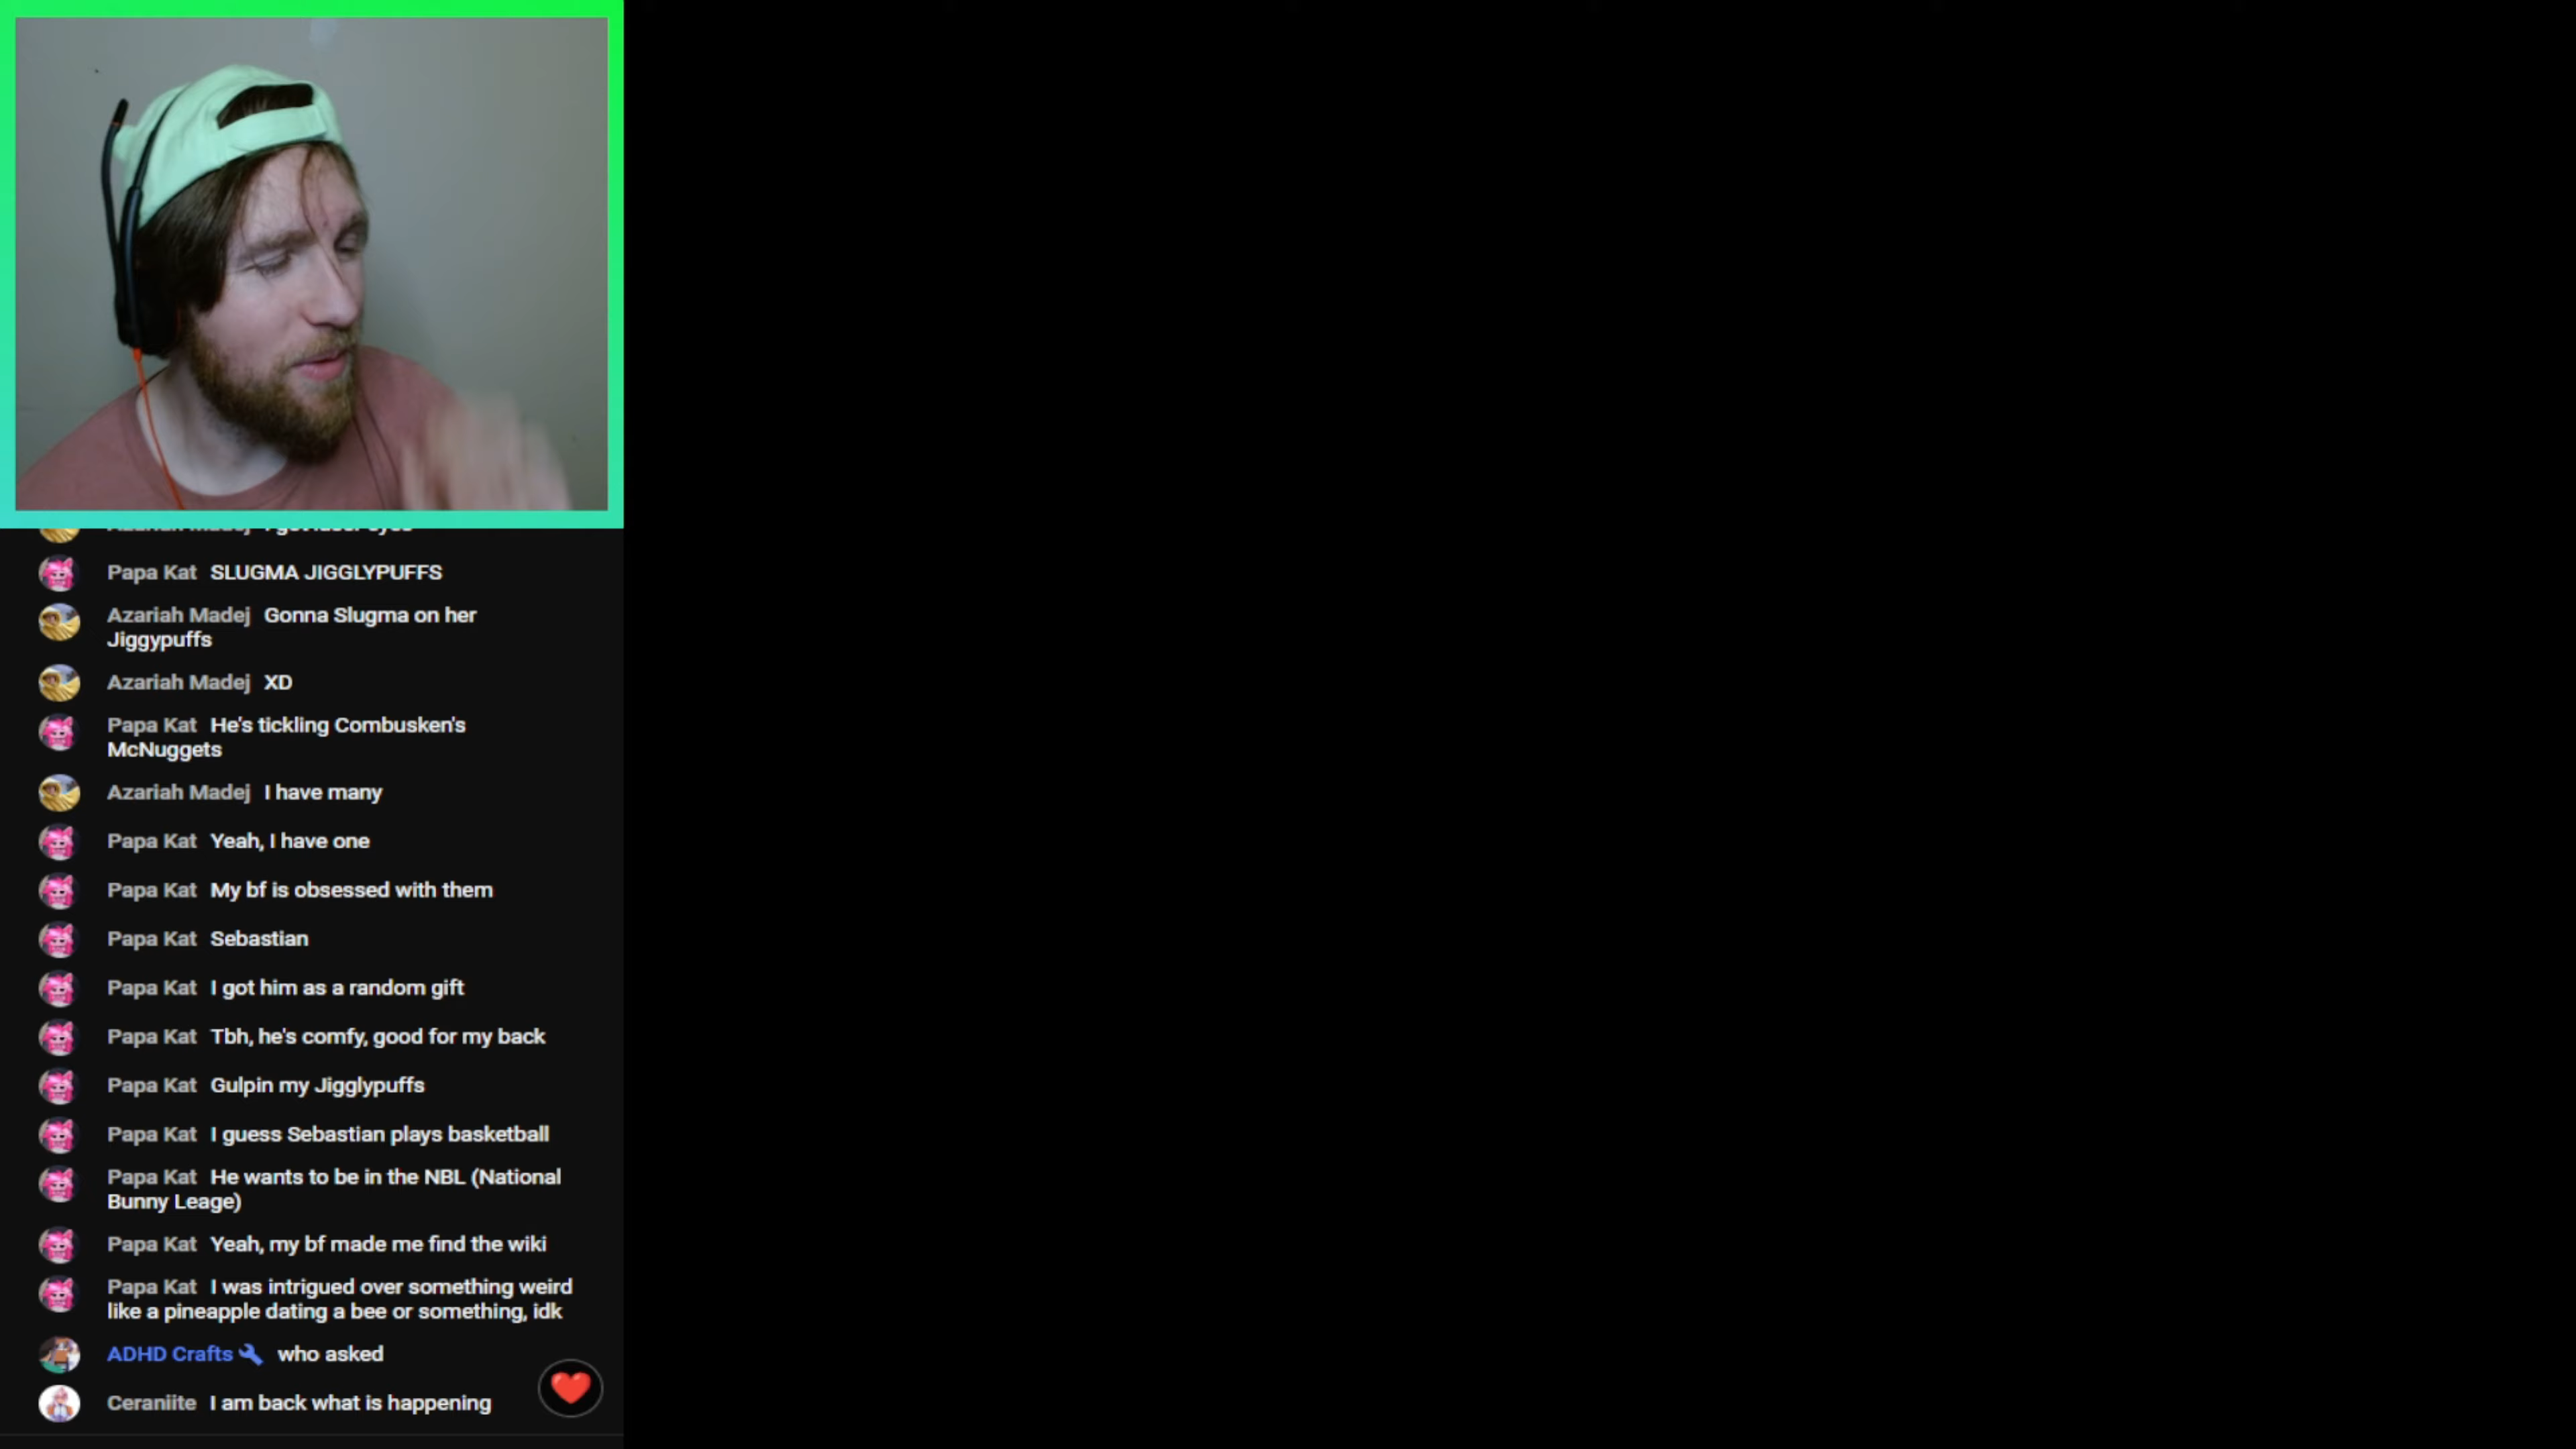 Papa Kat SLUGMA JIGGLYPUFFS
Azariah Madej Gonna Slugma on her
Jiggypuffs
Azariah Madej XD
Papa Kat He's tickling Combusken's
McNuggets
Azariah Madej I have many
Papa Kat Yeah, I have one
Papa Kat My bf is obsessed with them
Papa Kat Sebastian
Papa Kat I got him as a random gift
Papa Kat Tbh, he's comfy, good for my back
Papa Kat Gulpin my Jigglypuffs
Papa Kat I guess Sebastian plays basketball
Papa Kat He wants to be in the NBL (National
Bunny Leage)
Papa Kat Yeah, my bf made me find the wiki
Papa Kat I was intrigued over something weird
like a pineapple dating a bee or something, idk
ADHD Crafts who asked
Ceraniite I am back what is happening